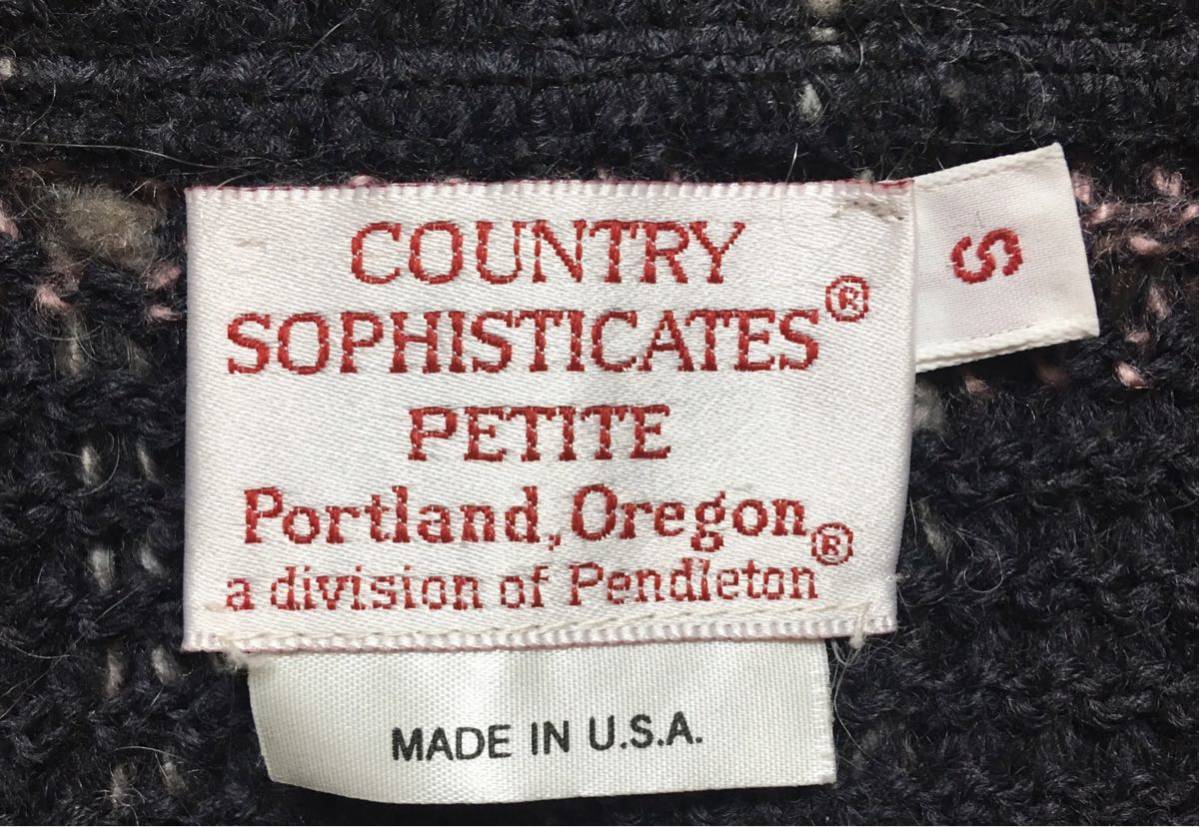 COUNTRY
SOPHISTICATES®
PETITE
Portland, Oregon
a division of Pendleton®
S
MADE IN U.S.A.